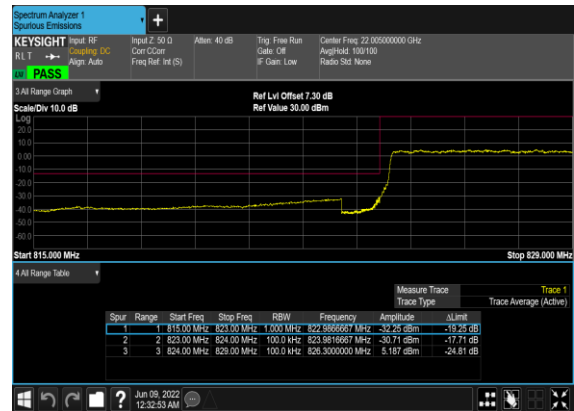 Spectrum Analyzer 1
Spurious Emissions
KEYSIGHT Input: RF Input Z: 50 Ω Atten: 40 dB Trig: Free Run Center Freq: 22.005000000 GHz
RLT Coupling: DC Corr CCorr Gate: Off Avg|Hold: 100/100
Align: Auto Freq Ref: Int (S) IF Gain: Low Radio Std: None
PASS
3 All Range Graph
Ref Lvl Offset 7.30 dB
Scale/Div 10.0 dB Ref Value 30.00 dBm
Log
20.0
10.0
0.00
-10.0
-20.0
-30.0
-40.0
-50.0
-60.0
Start 815.000 MHz Stop 829.000 MHz
4 All Range Table
Measure Trace Trace 1
Trace Type Trace Average (Active)
Spur Range Start Freq Stop Freq RBW Frequency Amplitude ΔLimit
1 1 815.00 MHz 823.00 MHz 1.000 MHz 822.9866667 MHz -32.25 dBm -19.25 dB
2 2 823.00 MHz 824.00 MHz 100.0 kHz 823.9816667 MHz -30.71 dBm -17.71 dB
3 3 824.00 MHz 829.00 MHz 100.0 kHz 826.3000000 MHz 5.187 dBm -24.81 dB
Jun 09, 2022
12:32:53 AM